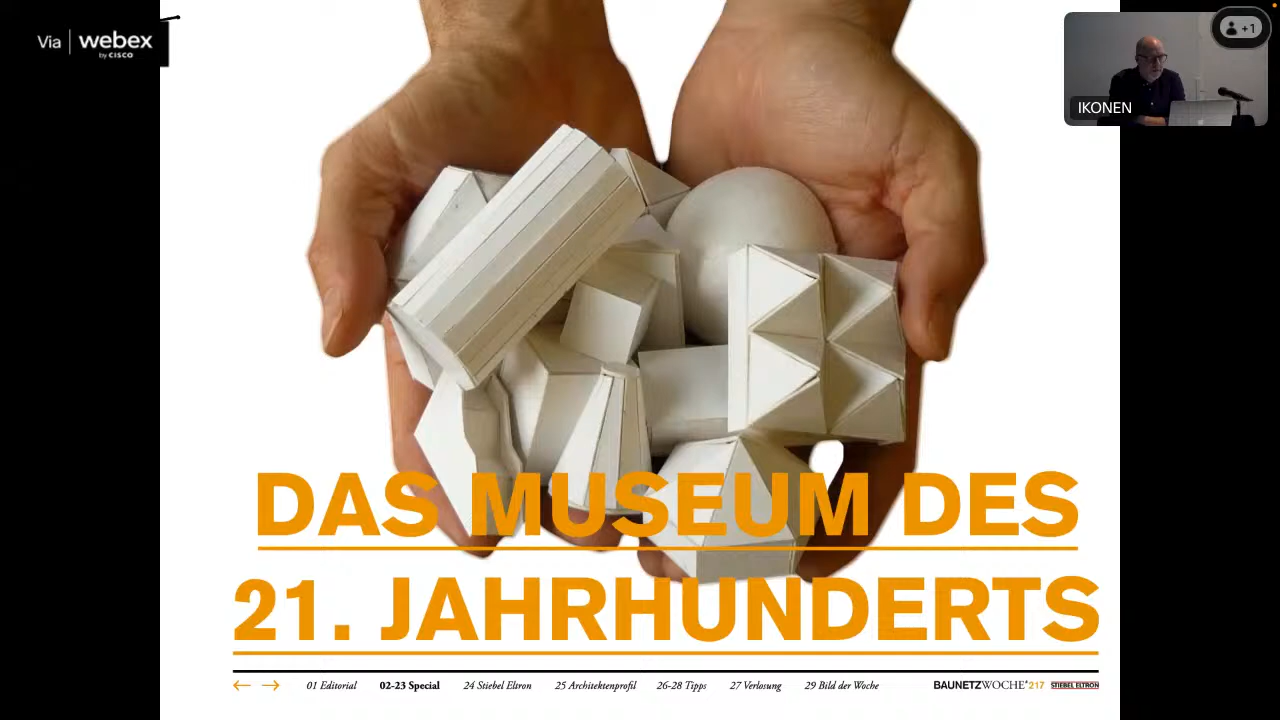 Via webex
by CISCO
+1
IKONEN
DAS MUSEUM DES
21. JAHRHUNDERTS
← → 01 Editorial 02-23 Special 24 Stiebel Eltron 25 Architektenprofil 26-28 Tipps 27 Verlosung 29 Bild der Woche BAUNETZWOCHE#217 STIEBEL ELTRON